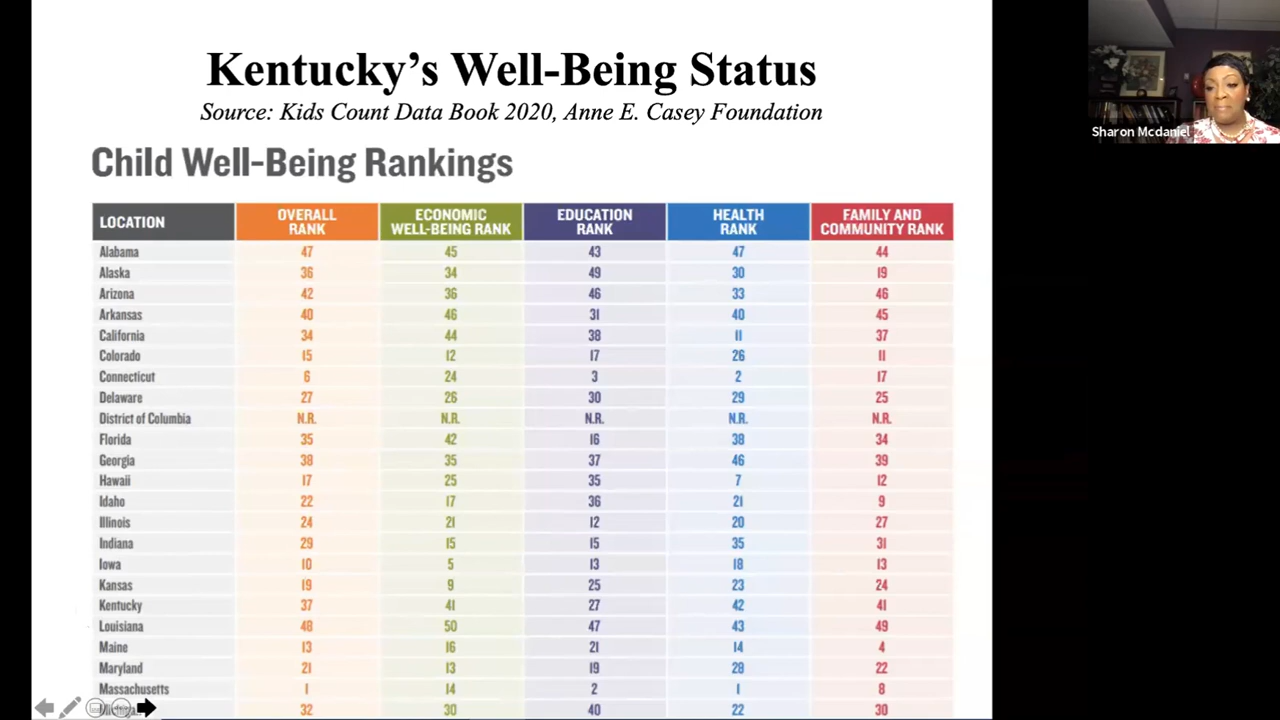 Kentucky's Well-Being Status
Source: Kids Count Data Book 2020, Anne E. Casey Foundation
Child Well-Being Rankings
LOCATION OVERALL RANK ECONOMIC WELL-BEING RANK EDUCATION RANK HEALTH RANK FAMILY AND COMMUNITY RANK
Alabama 47 45 43 47 44
Alaska 36 34 49 30 19
Arizona 42 36 46 33 46
Arkansas 40 46 31 40 45
California 34 44 38 11 37
Colorado 15 12 17 26 11
Connecticut 6 24 3 2 17
Delaware 27 26 30 29 25
District of Columbia N.R. N.R. N.R. N.R. N.R.
Florida 35 42 16 38 34
Georgia 38 35 37 46 39
Hawaii 17 25 35 7 12
Idaho 22 17 36 21 9
Illinois 24 21 12 20 27
Indiana 29 15 15 35 31
Iowa 10 5 13 18 13
Kansas 19 9 25 23 24
Kentucky 37 41 27 42 41
Louisiana 48 50 47 43 49
Maine 13 16 21 14 4
Maryland 21 13 19 28 22
Massachusetts 1 14 2 1 8
32 30 40 22 30
Sharon Mcdaniel